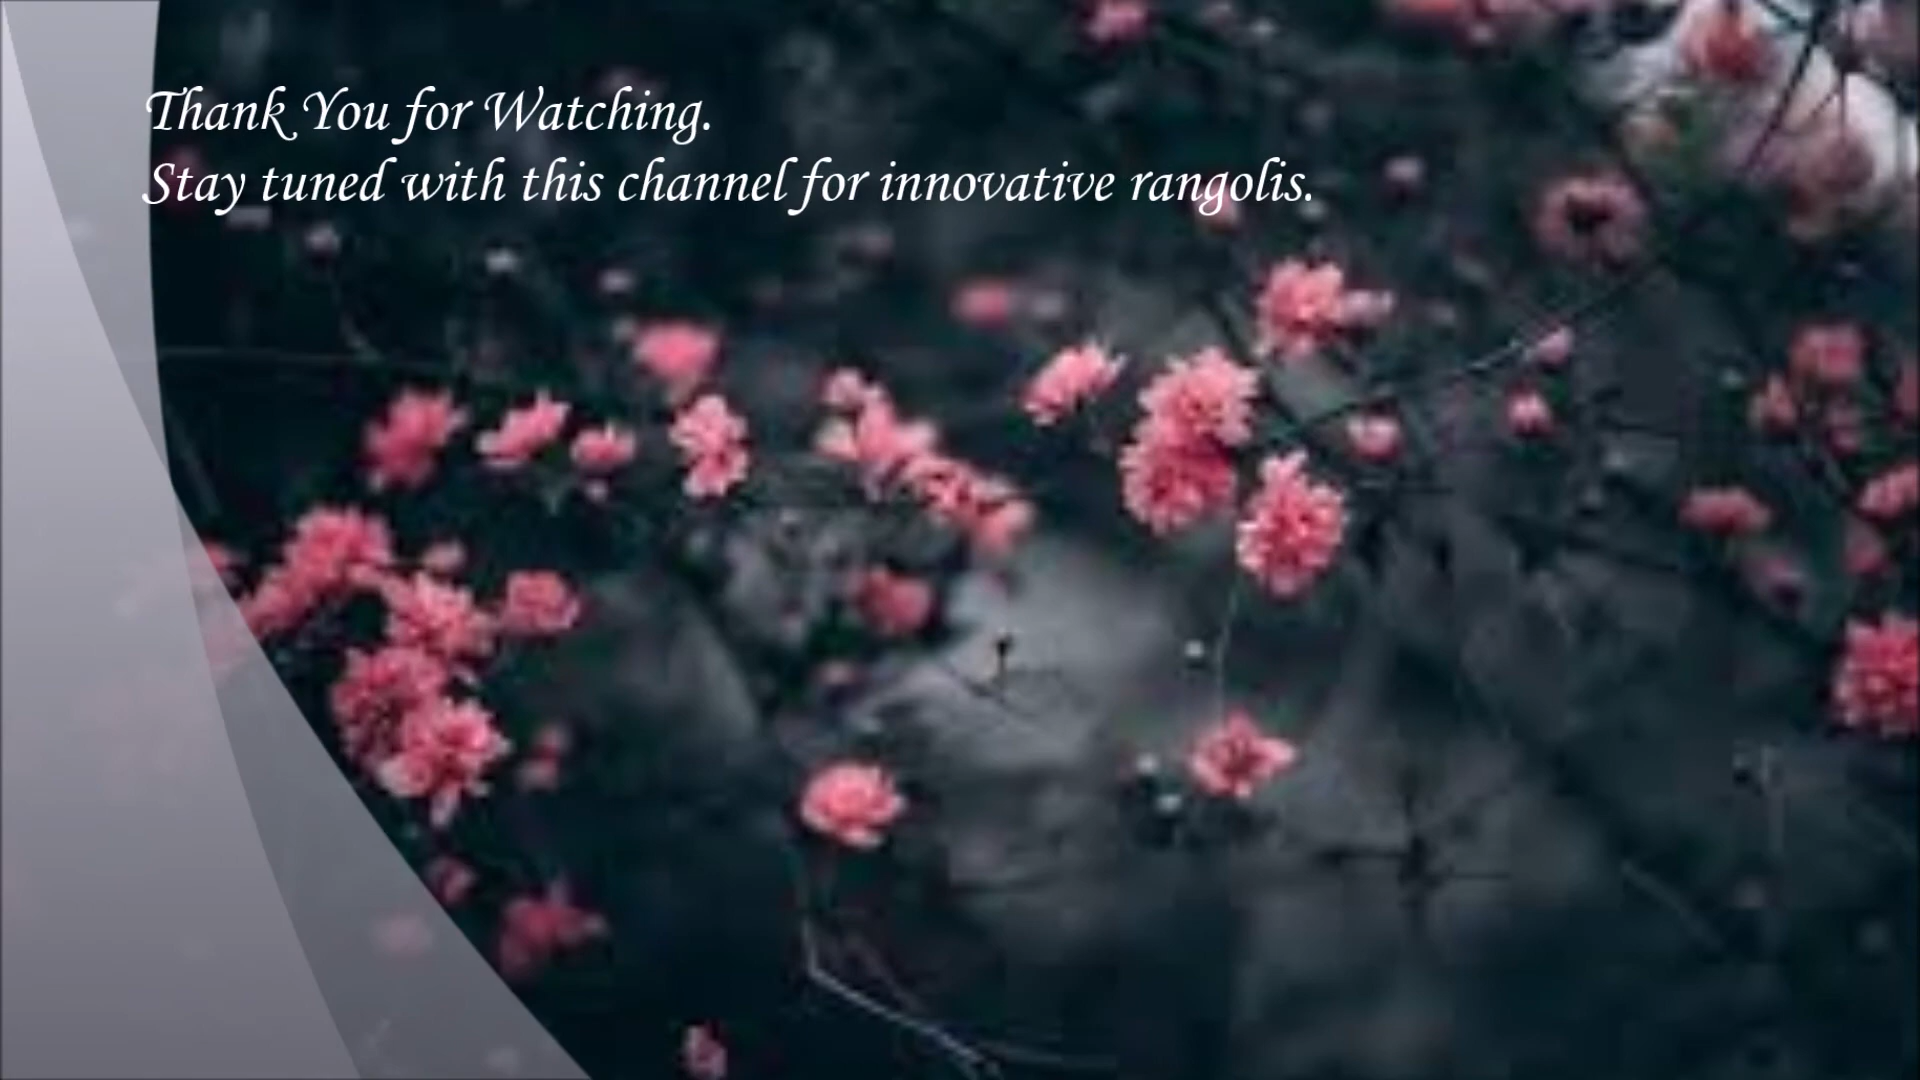 Thank You for Watching.
Stay tuned with this channel for innovative rangolis.